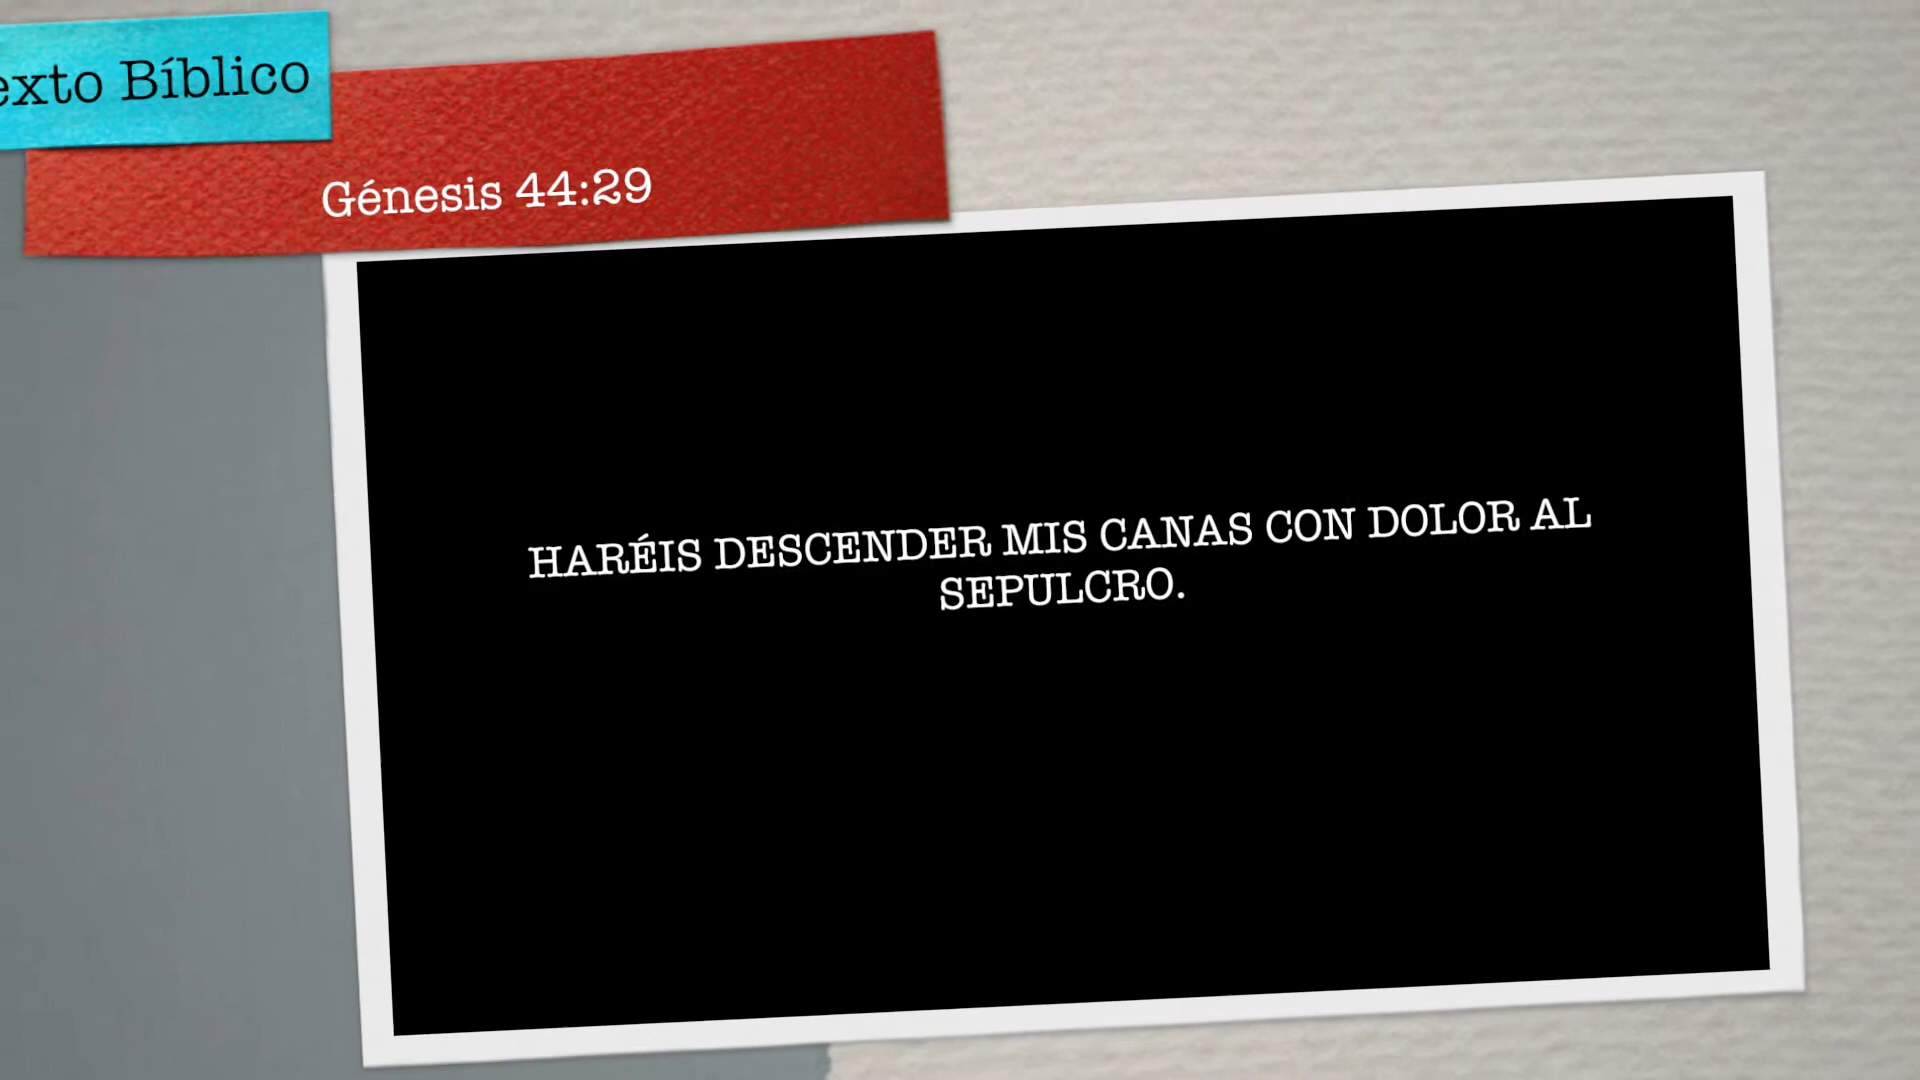 exto Bíblico
Génesis 44:29
HARÉIS DESCENDER MIS CANAS CON DOLOR AL
SEPULCRO.